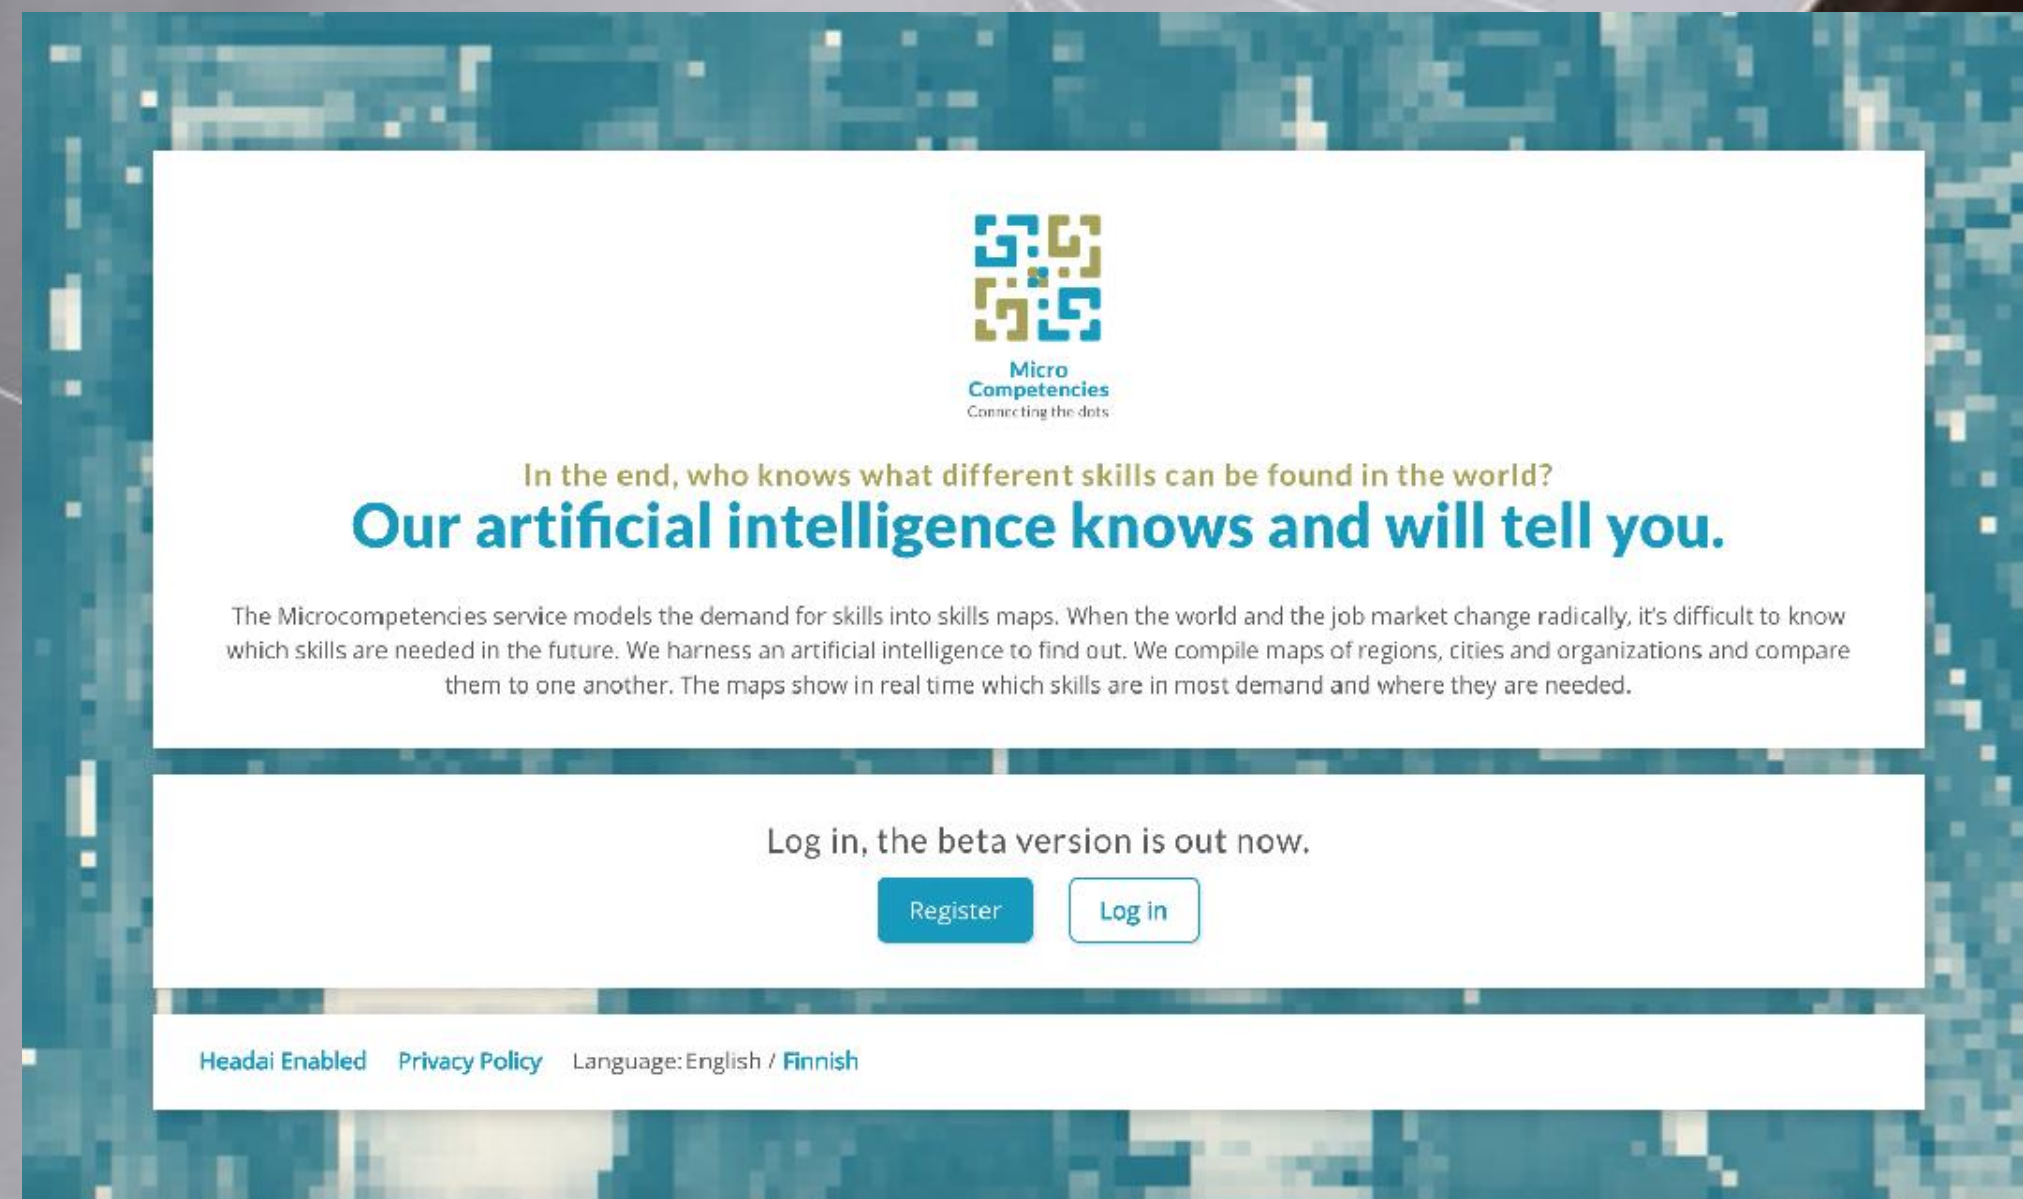 Micro
Competencies
Connecting the dots
In the end, who knows what different skills can be found in the world?
Our artificial intelligence knows and will tell you.
The Microcompetencies service models the demand for skills into skills maps. When the world and the job market change radically, it's difficult to know
which skills are needed in the future. We harness an artificial intelligence to find out. We compile maps of regions, cities and organizations and compare
them to one another. The maps show in real time which skills are in most demand and where they are needed.
Log in, the beta version is out now.
Register Log in
Headai Enabled Privacy Policy Language: English / Finnish